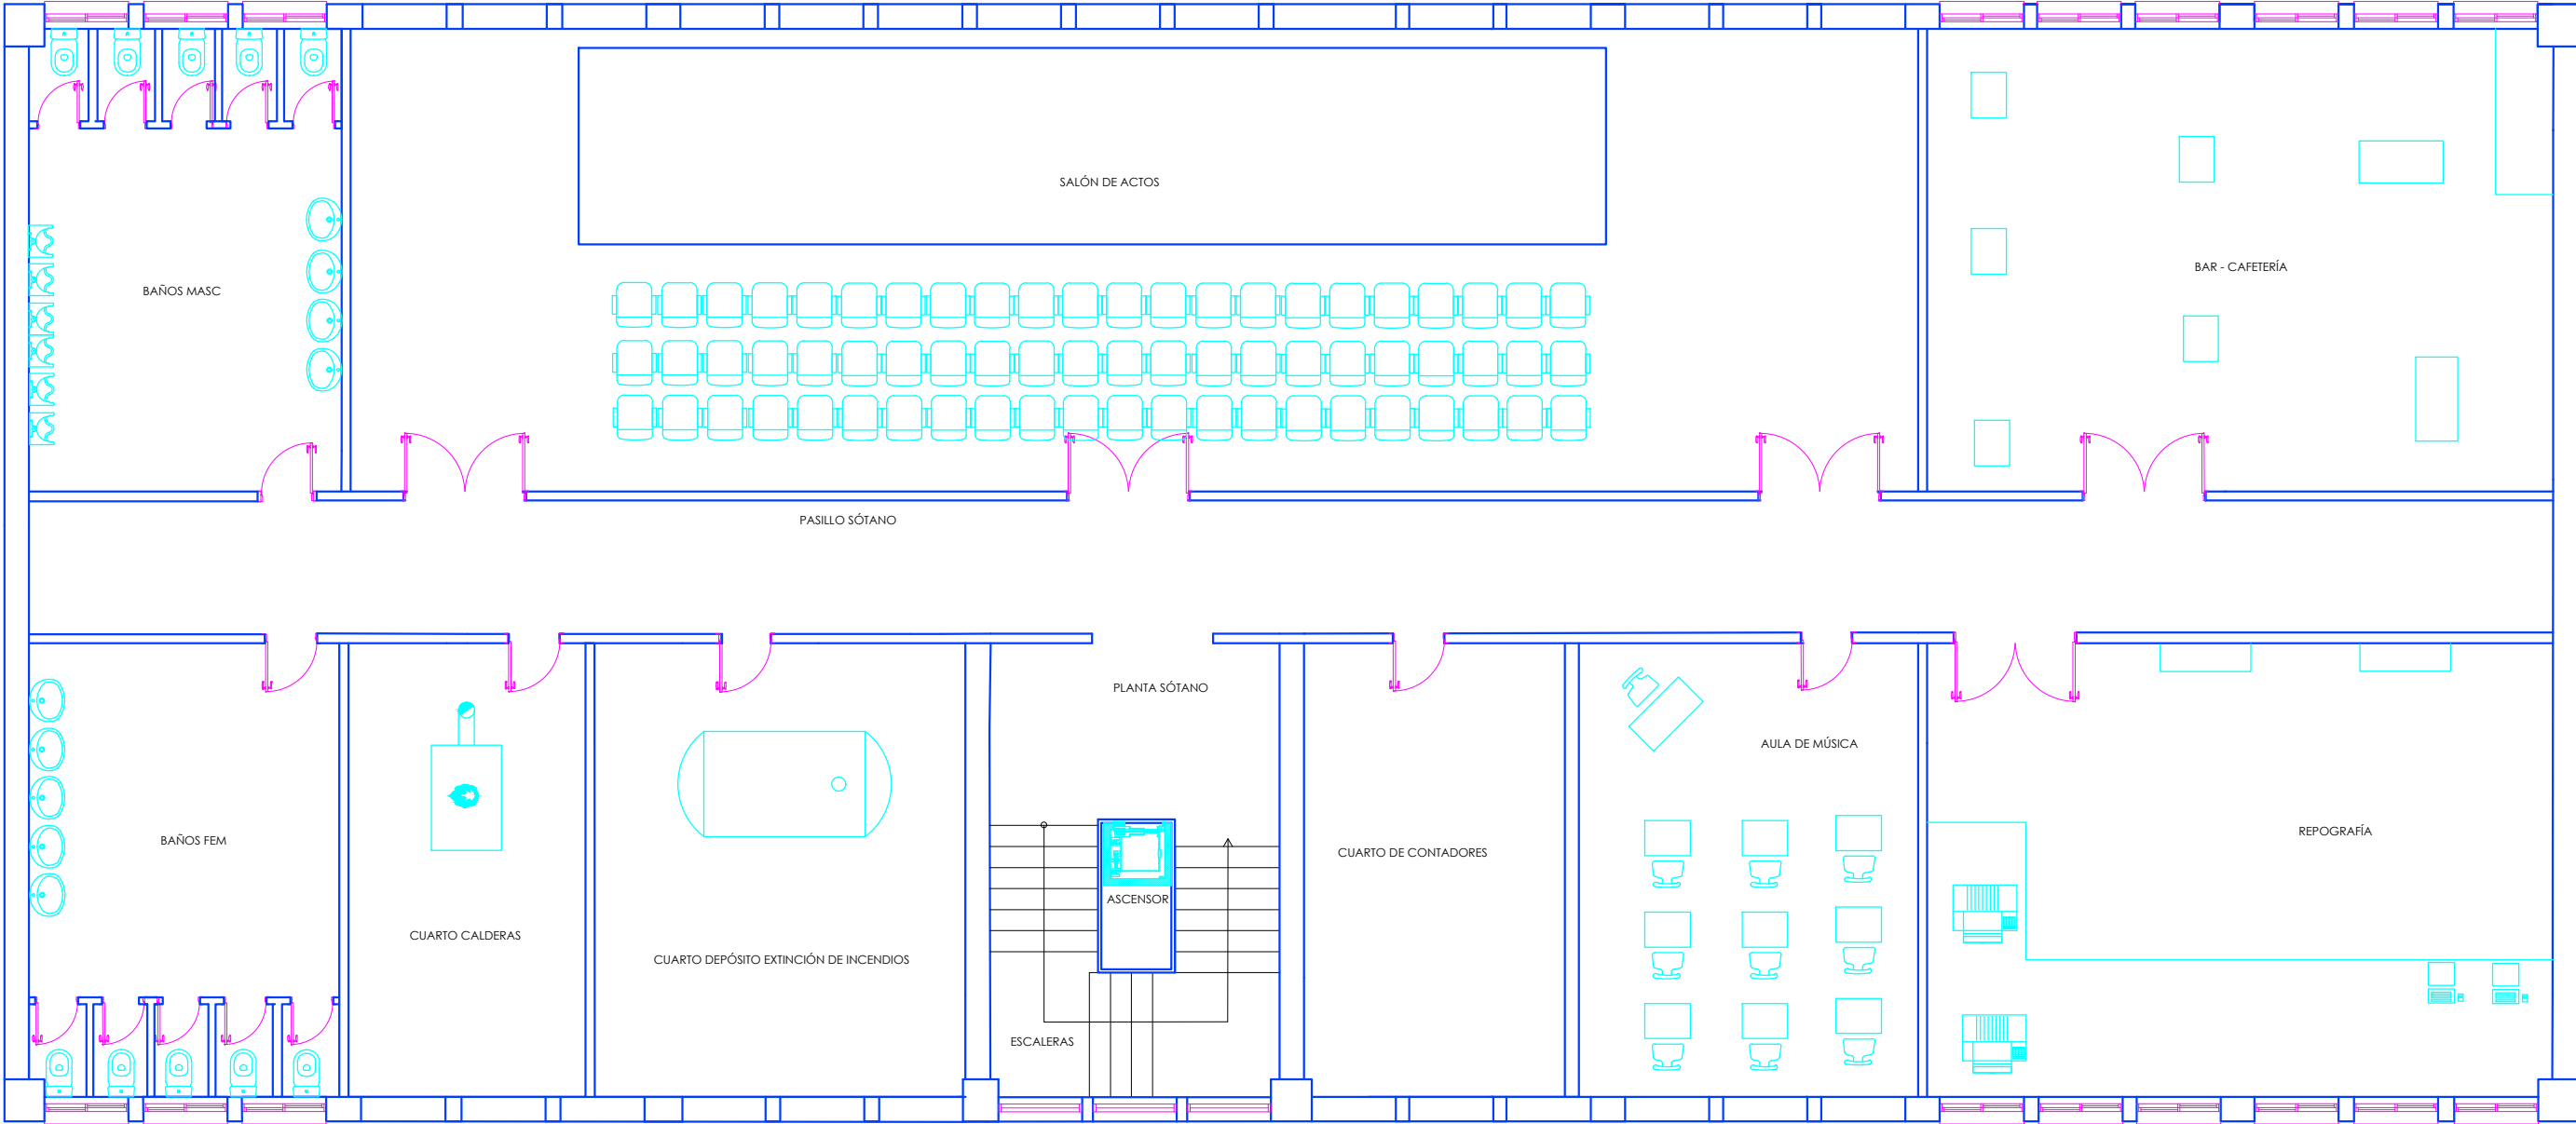 SALÓN DE ACTOS
BAR - CAFETERÍA
BAÑOS MASC
PASILLO SÓTANO
PLANTA SÓTANO
AULA DE MÚSICA
REPOGRAFÍA
BAÑOS FEM
CUARTO DE CONTADORES
ASCENSOR
CUARTO CALDERAS
CUARTO DEPÓSITO EXTINCIÓN DE INCENDIOS
ESCALERAS